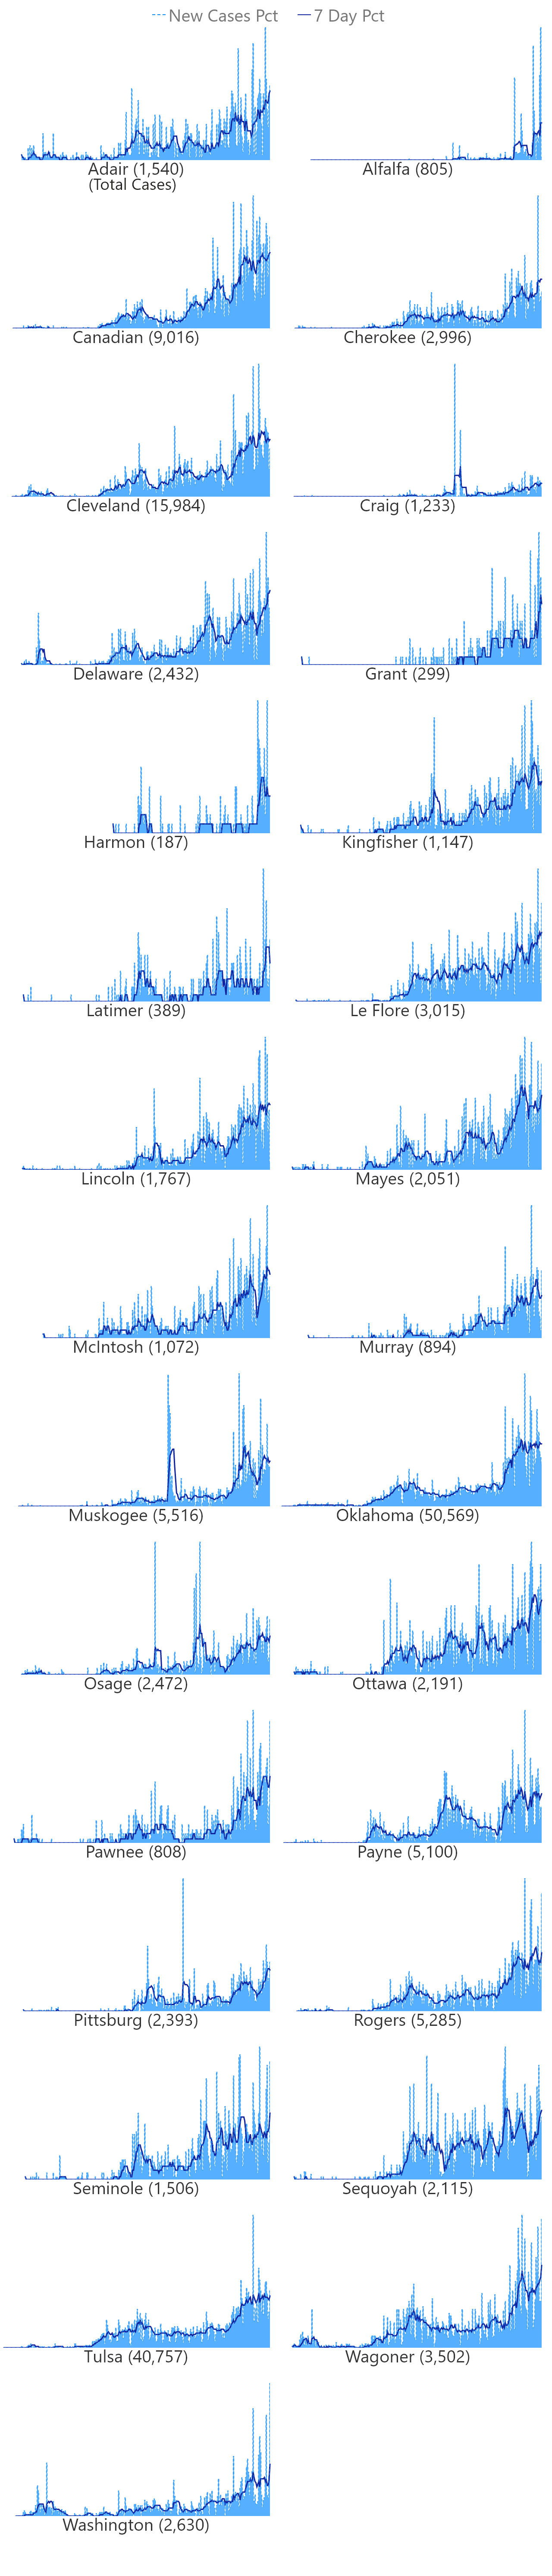 New Cases Pct 7 Day Pct
Adair (1,540) Alfalfa (805)
(Total Cases)
Canadian (9,016) Cherokee (2,996)
Cleveland (15,984) Craig (1,233)
Delaware (2,432) Grant (299)
Harmon (187) Kingfisher (1,147)
Latimer (389) Le Flore (3,015)
Lincoln (1,767) Mayes (2,051)
McIntosh (1,072) Murray (894)
Muskogee (5,516) Oklahoma (50,569)
Osage (2,472) Ottawa (2,191)
Pawnee (808) Payne (5,100)
Pittsburg (2,393) Rogers (5,285)
Seminole (1,506) Sequoyah (2,115)
Tulsa (40,757) Wagoner (3,502)
Washington (2,630)